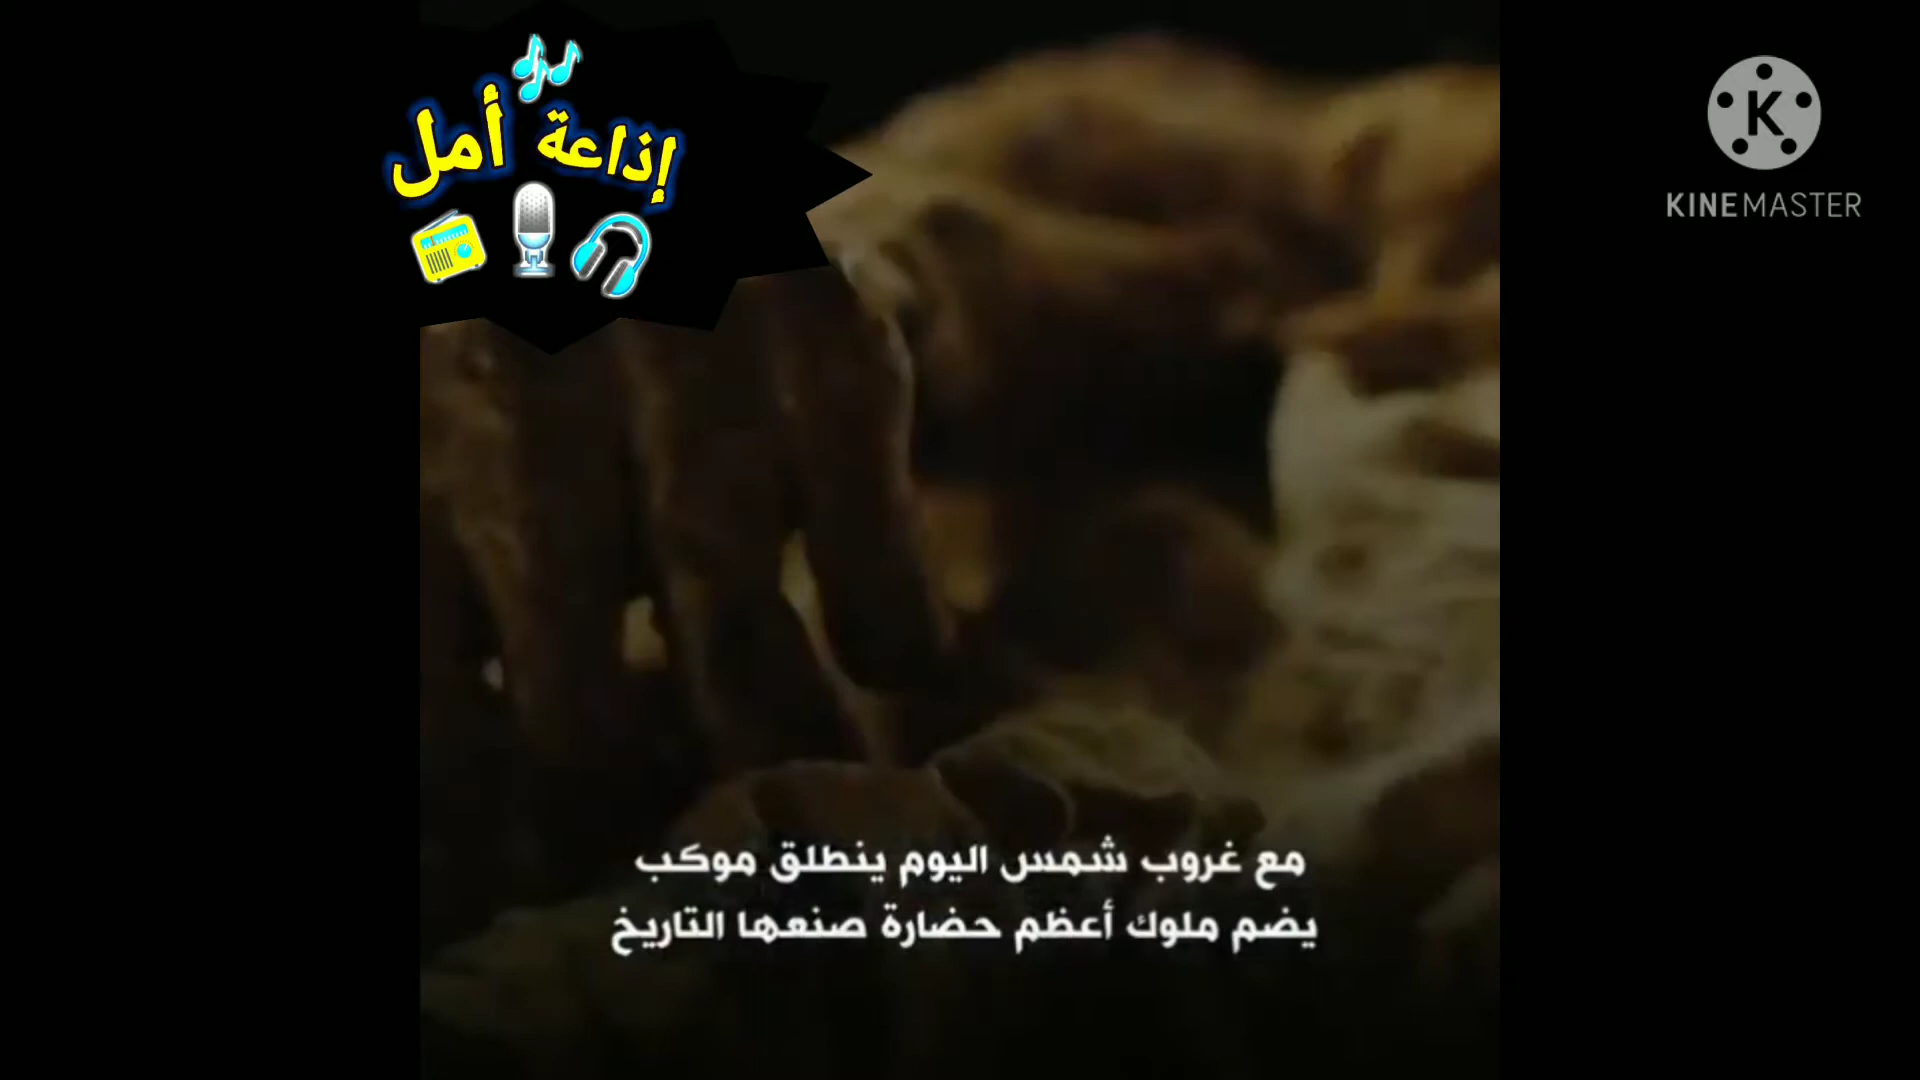 إذاعة أمل
KINEMASTER
مع غروب شمس اليوم ينطلق موكب
يضم ملوك أعظم حضارة صنعها التاريخ